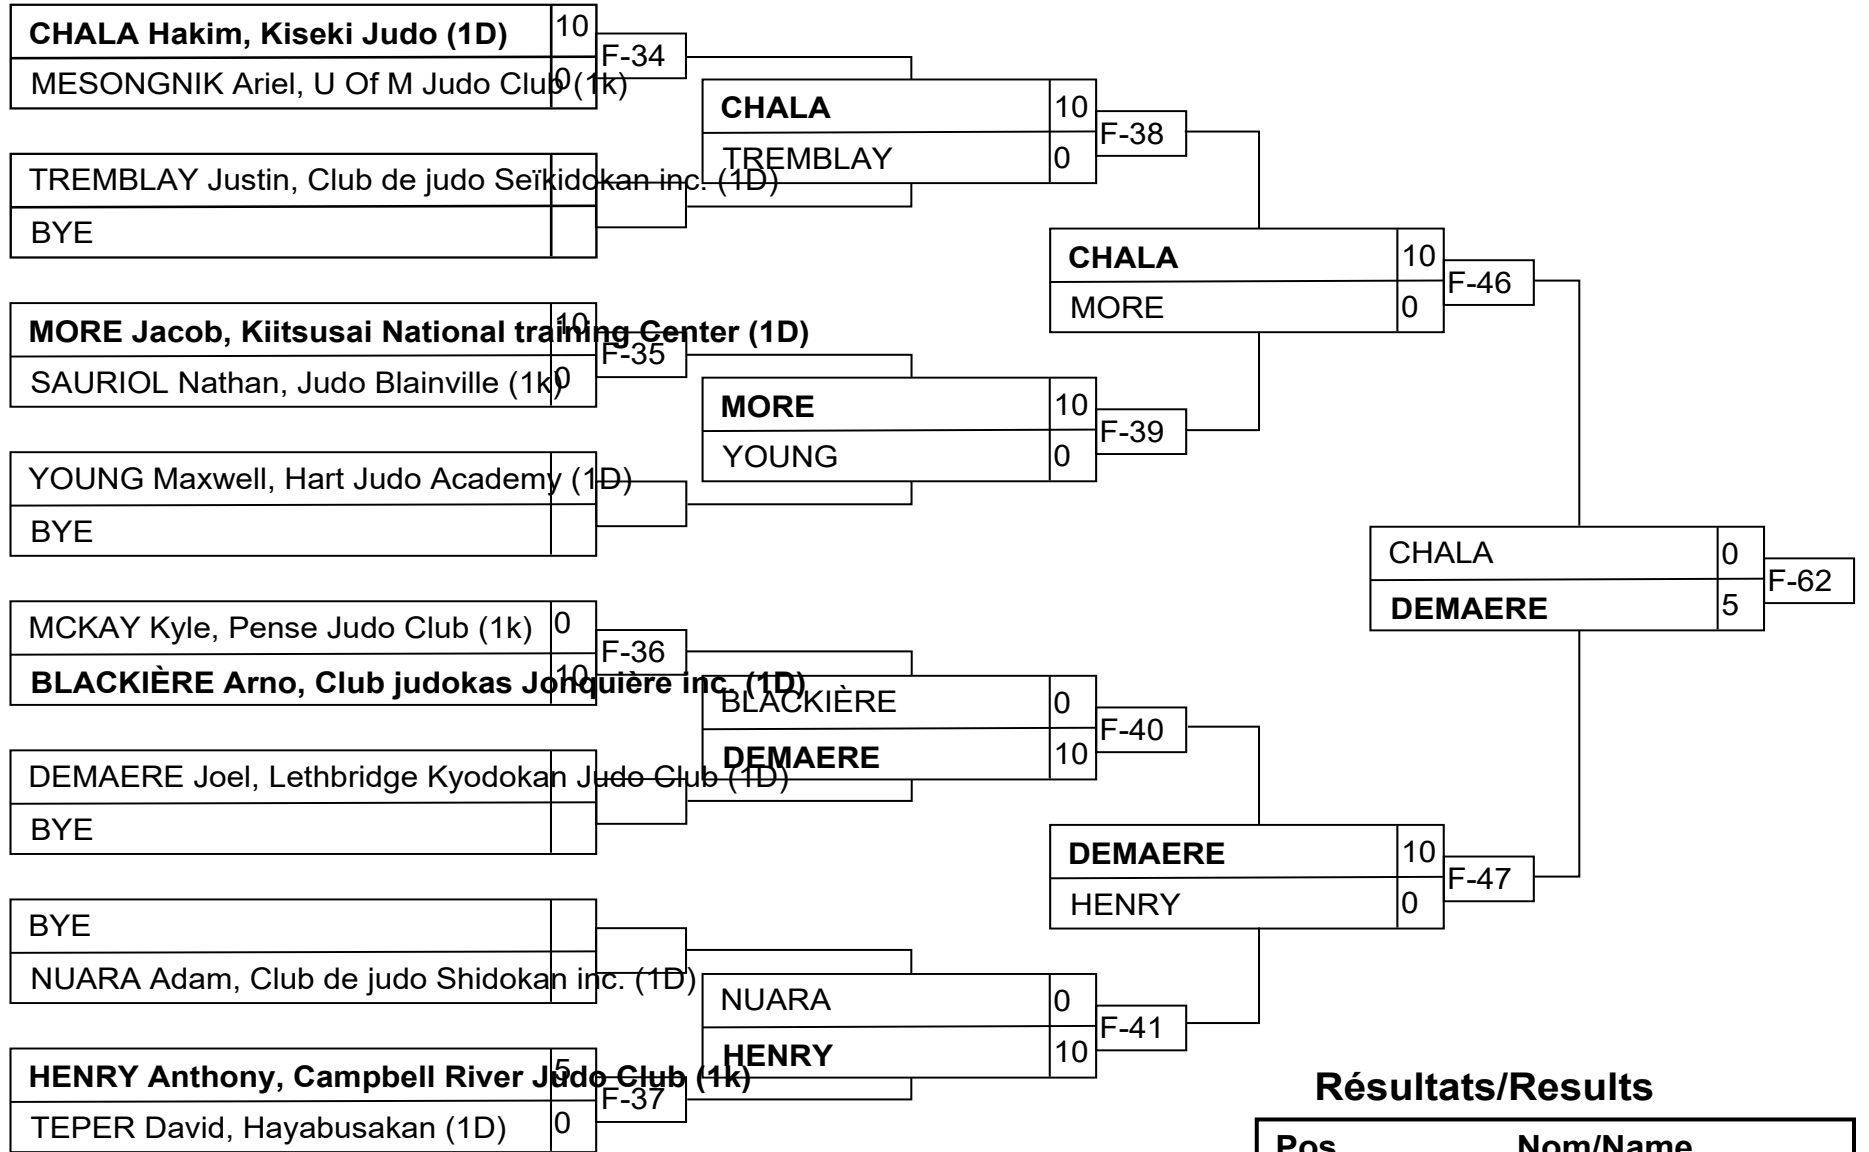 CHALA Hakim, Kiseki Judo (1D) 10
MESONGNIK Ariel, U Of M Judo Club (1k) 0
F-34
TREMBLAY Justin, Club de judo Seïkidokan inc. (1D)
BYE
CHALA 10
TREMBLAY 0
F-38
MORE Jacob, Kiitsusai National training Center (1D) 10
SAURIOL Nathan, Judo Blainville (1k) 0
F-35
YOUNG Maxwell, Hart Judo Academy (1D)
BYE
MORE 10
YOUNG 0
F-39
CHALA 10
MORE 0
F-46
MCKAY Kyle, Pense Judo Club (1k) 0
BLACKIÈRE Arno, Club judokas Jonquière inc. (1D) 10
F-36
DEMAERE Joel, Lethbridge Kyodokan Judo Club (1D)
BYE
BLACKIÈRE 0
DEMAERE 10
F-40
BYE
NUARA Adam, Club de judo Shidokan inc. (1D)
HENRY Anthony, Campbell River Judo Club (1k) 5
TEPER David, Hayabusakan (1D) 0
F-37
NUARA 0
HENRY 10
F-41
DEMAERE 10
HENRY 0
F-47
CHALA 0
DEMAERE 5
F-62
Résultats/Results
Pos Nom/Name